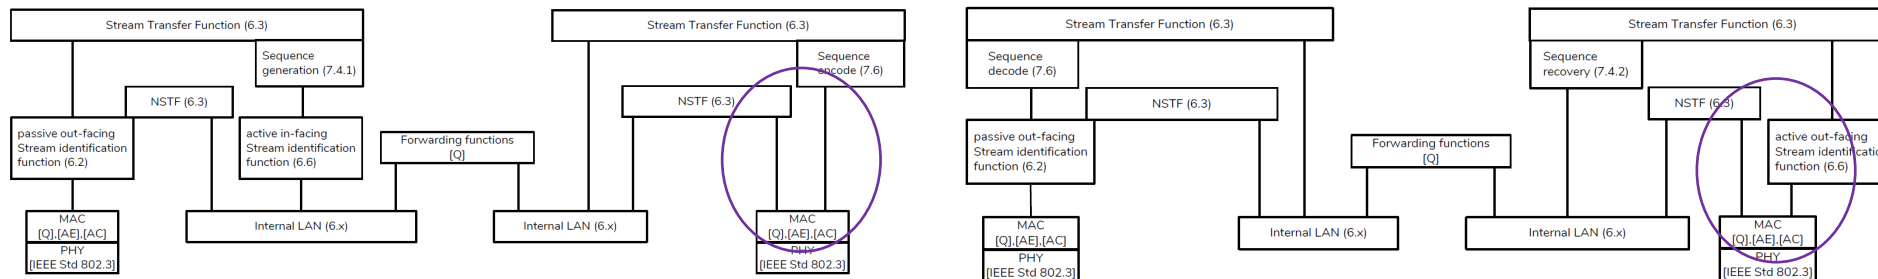 Stream Transfer Function (6.3)
Sequence
generation (7.4.1)
NSTF (6.3)
passive out-facing
Stream identification
function (6.2)
active in-facing
Stream identification
function (6.6)
MAC
[Q],[AE],[AC]
PHY
[IEEE Std 802.3]
Internal LAN (6.x)
Forwarding functions
[Q]
Stream Transfer Function (6.3)
Sequence
encode (7.6)
NSTF (6.3)
Internal LAN (6.x)
MAC
[Q],[AE],[AC]
PHY
[IEEE Std 802.3]
Stream Transfer Function (6.3)
Sequence
decode (7.6)
NSTF (6.3)
passive out-facing
Stream identification
function (6.2)
MAC
[Q],[AE],[AC]
PHY
[IEEE Std 802.3]
Internal LAN (6.x)
Forwarding functions
[Q]
Stream Transfer Function (6.3)
Sequence
recovery (7.4.2)
NSTF (6.3)
active out-facing
Stream identificatio
function (6.6)
Internal LAN (6.x)
MAC
[Q],[AE],[AC]
PHY
[IEEE Std 802.3]